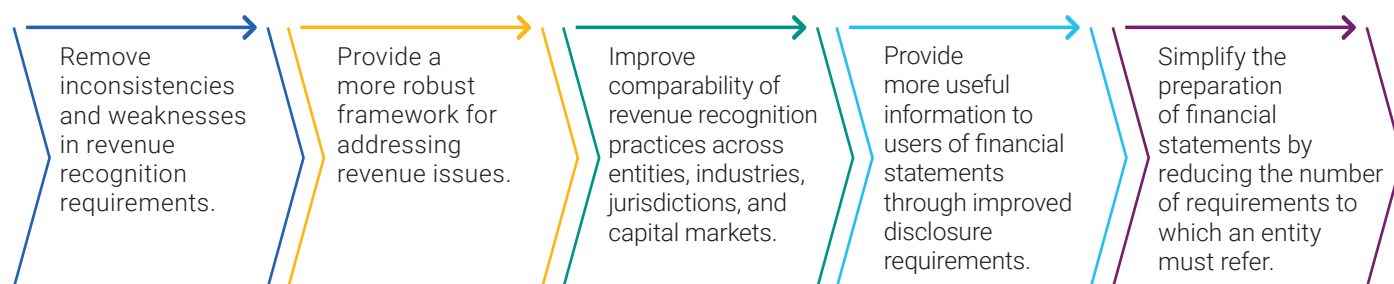 Remove
inconsistencies
and weaknesses
in revenue
recognition
requirements.
Provide a
more robust
framework for
addressing
revenue issues.
Improve
comparability of
revenue recognition
practices across
entities, industries,
jurisdictions, and
capital markets.
Provide
more useful
information to
users of financial
statements
through improved
disclosure
requirements.
Simplify the
preparation
of financial
statements by
reducing the number
of requirements to
which an entity
must refer.